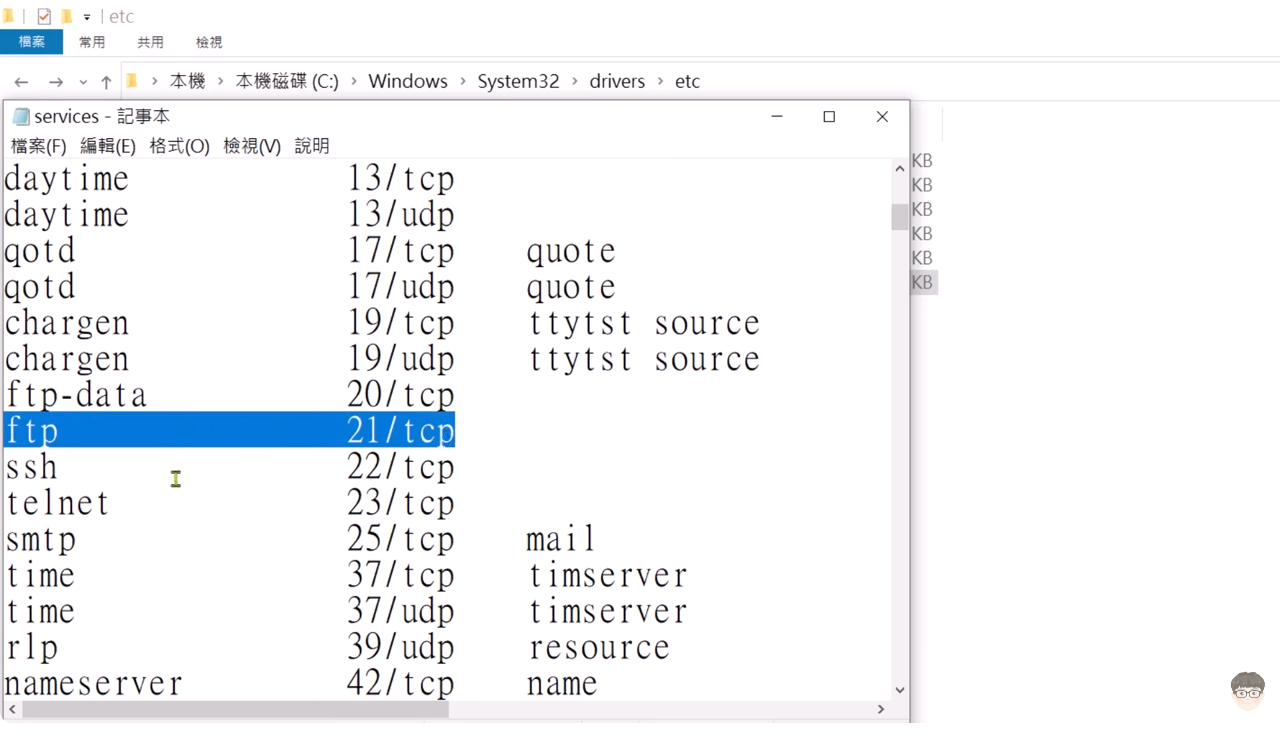 etc
檔案 常用 共用 檢視
本機 本機磁碟 (C:) Windows System32 drivers etc
services - 記事本
檔案(F) 編輯(E) 格式(O) 檢視(V) 說明
daytime 13/tcp
daytime 13/udp
qotd 17/tcp quote
qotd 17/udp quote
chargen 19/tcp ttytst source
chargen 19/udp ttytst source
ftp-data 20/tcp
ftp 21/tcp
ssh 22/tcp
telnet 23/tcp
smtp 25/tcp mail
time 37/tcp timserver
time 37/udp timserver
rlp 39/udp resource
nameserver 42/tcp name
KB
KB
KB
KB
KB
KB